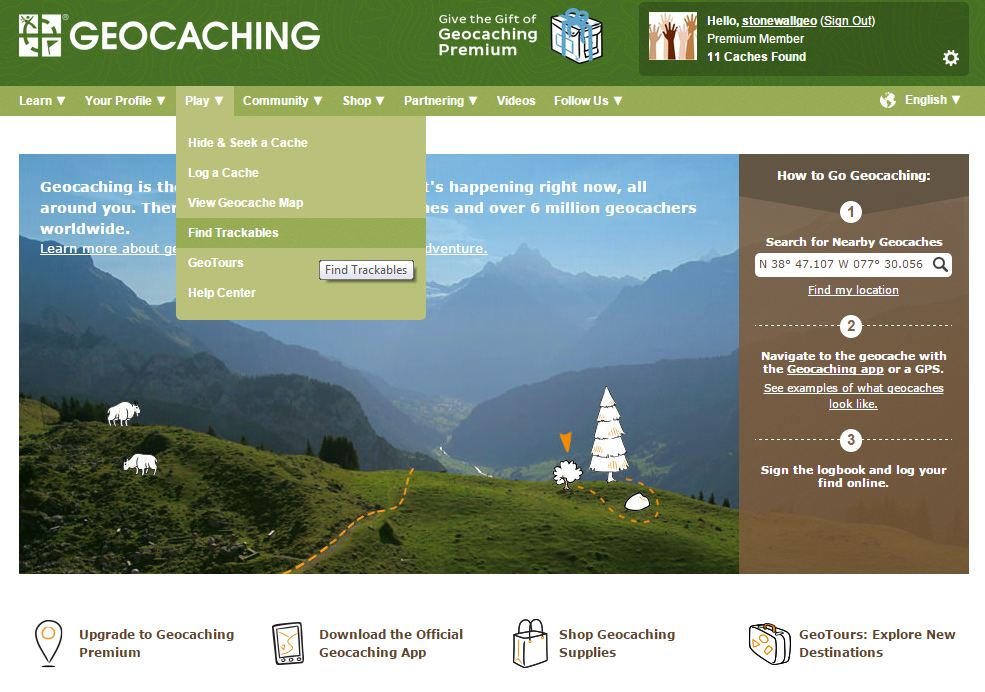 GEOCACHING®
Give the Gift of
Geocaching
Premium
Hello, stonewallgeo (Sign Out)
Premium Member
11 Caches Found
Learn ▼ Your Profile ▼ Play ▼ Community ▼ Shop ▼ Partnering ▼ Videos Follow Us ▼ English ▼
Hide & Seek a Cache
Log a Cache
View Geocache Map
Find Trackables
GeoTours
Help Center
Find Trackables
Geocaching is the t's happening right now, all
around you. Ther nes and over 6 million geocachers
worldwide.
Learn more about ge dventure.
How to Go Geocaching:
1
Search for Nearby Geocaches
N 38° 47.107 W 077° 30.056
Find my location
2
Navigate to the geocache with
the Geocaching app or a GPS.
See examples of what geocaches
look like.
3
Sign the logbook and log your
find online.
Upgrade to Geocaching
Premium
Download the Official
Geocaching App
Shop Geocaching
Supplies
GeoTours: Explore New
Destinations